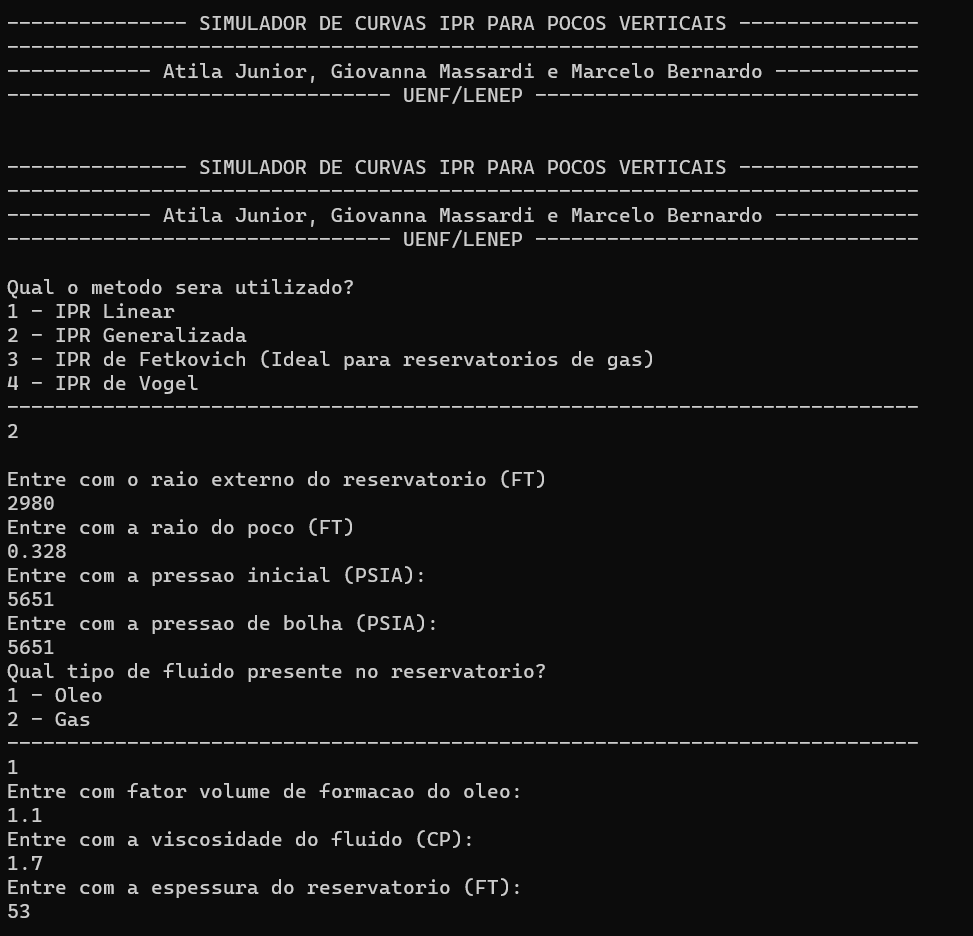 --------------- SIMULADOR DE CURVAS IPR PARA POCOS VERTICAIS ---------------
----------------------------------------------------------------------------
------------ Atila Junior, Giovanna Massardi e Marcelo Bernardo ------------
-------------------------------- UENF/LENEP --------------------------------
--------------- SIMULADOR DE CURVAS IPR PARA POCOS VERTICAIS ---------------
----------------------------------------------------------------------------
------------ Atila Junior, Giovanna Massardi e Marcelo Bernardo ------------
-------------------------------- UENF/LENEP --------------------------------
Qual o metodo sera utilizado?
1 - IPR Linear
2 - IPR Generalizada
3 - IPR de Fetkovich (Ideal para reservatorios de gas)
4 - IPR de Vogel
----------------------------------------------------------------------------
2
Entre com o raio externo do reservatorio (FT)
2980
Entre com a raio do poco (FT)
0.328
Entre com a pressao inicial (PSIA):
5651
Entre com a pressao de bolha (PSIA):
5651
Qual tipo de fluido presente no reservatorio?
1 - Oleo
2 - Gas
----------------------------------------------------------------------------
1
Entre com fator volume de formacao do oleo:
1.1
Entre com a viscosidade do fluido (CP):
1.7
Entre com a espessura do reservatorio (FT):
53